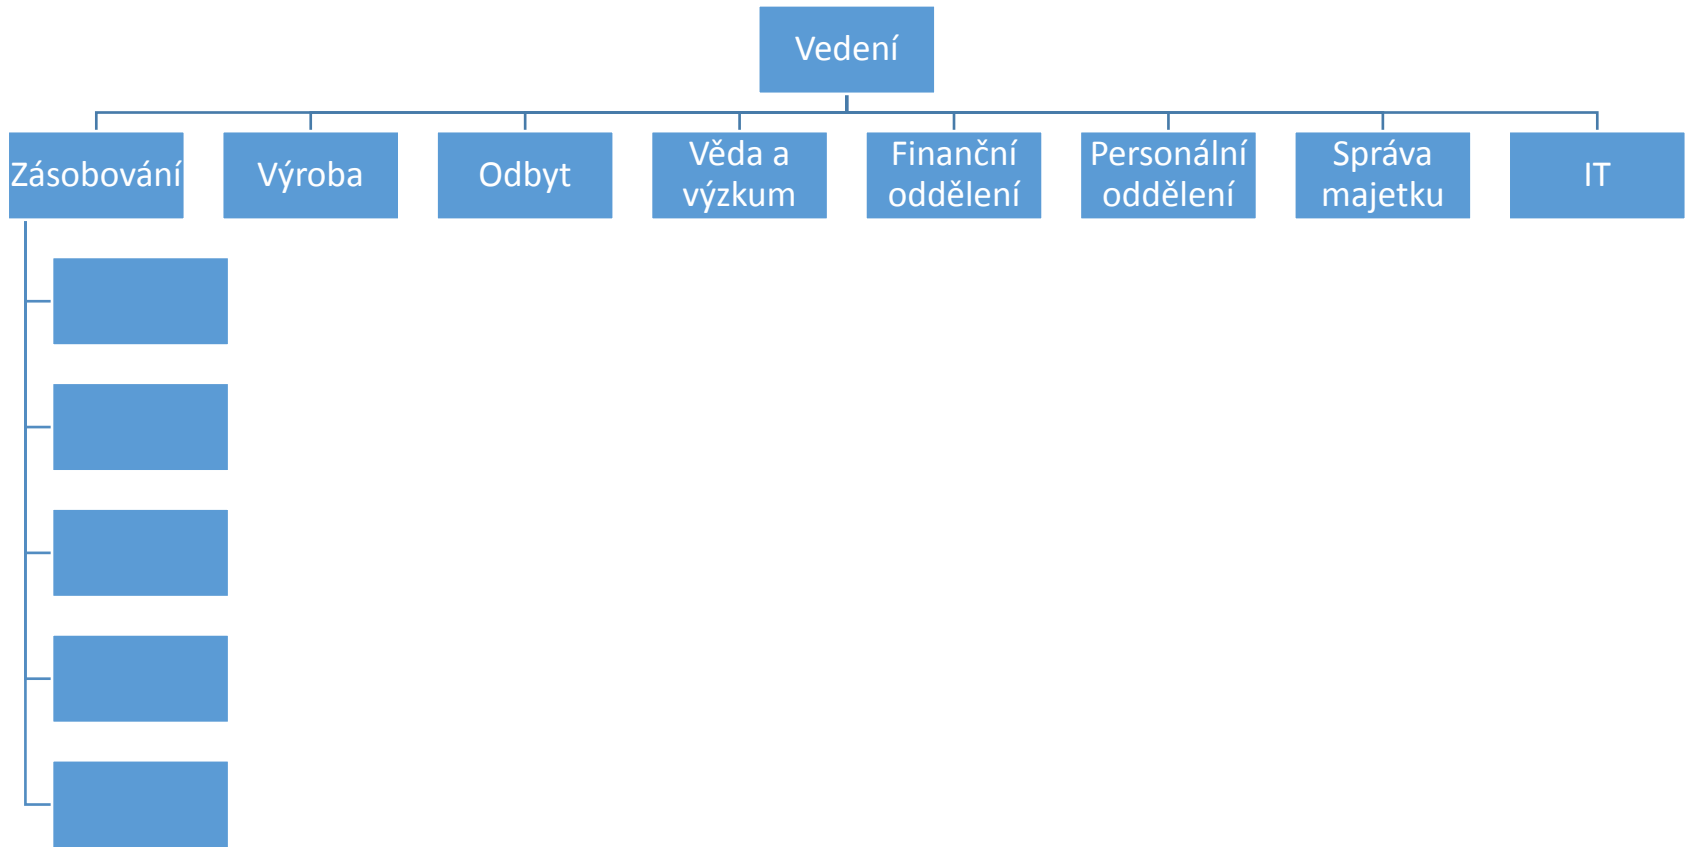 Vedení
Zásobování
Výroba
Odbyt
Věda a
výzkum
Finanční
oddělení
Personální
oddělení
Správa
majetku
IT